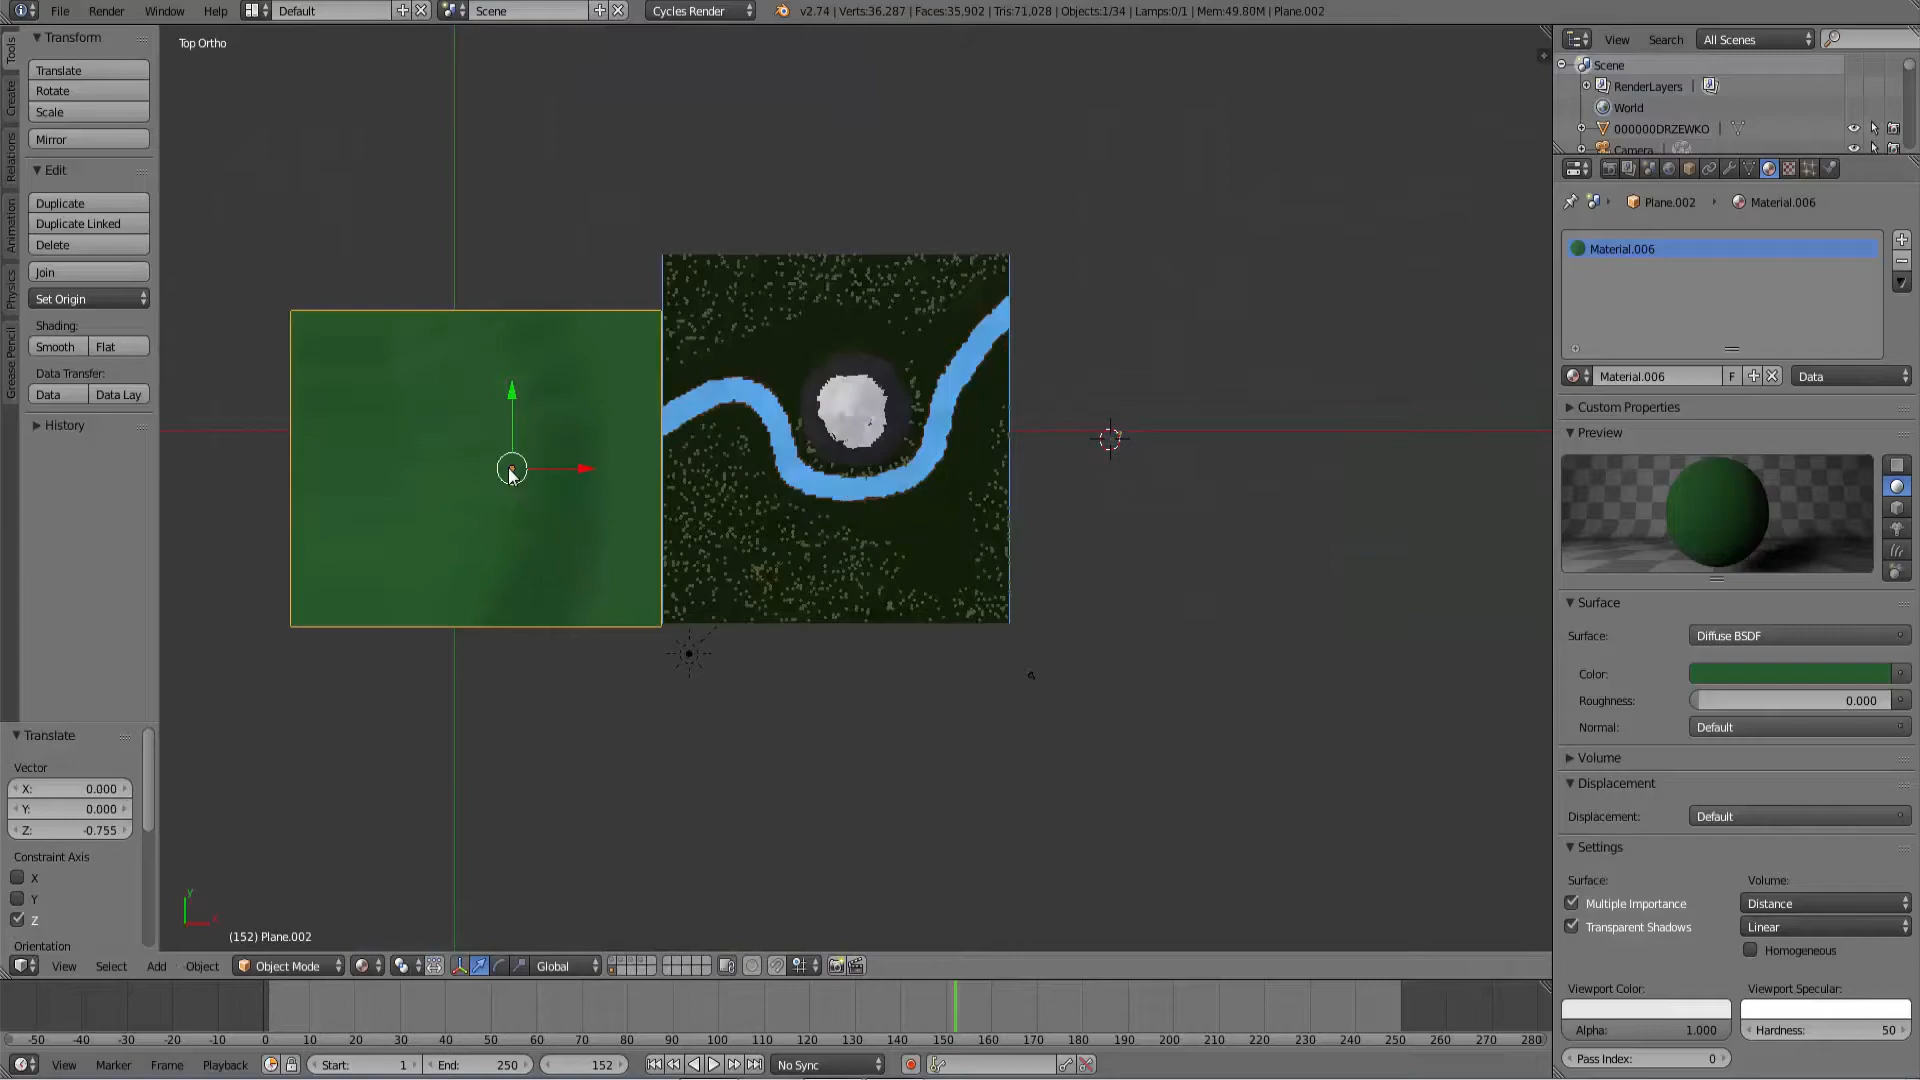 File Render Window Help Default Scene Cycles Render v2.74 | Verts:36,287 | Faces:35,902 | Tris:71,028 | Objects:1/34 | Lamps:0/1 | Mem:49.80M | Plane.002
Tools
Create
Relations
Animation
Physics
Grease Pencil
Transform
Translate
Rotate
Scale
Mirror
Edit
Duplicate
Duplicate Linked
Delete
Join
Set Origin
Shading:
Smooth Flat
Data Transfer:
Data Data Lay
History
Translate
Vector
X: 0.000
Y: 0.000
Z: -0.755
Constraint Axis
X
Y
Z
Orientation
Top Ortho
(152) Plane.002
View Select Add Object Object Mode Global
-50 -40 -30 -20 -10 0 10 20 30 40 50 60 70 80 90 100 110 120 130 140 150 160 170 180 190 200 210 220 230 240 250 260 270 280
View Marker Frame Playback Start: 1 End: 250 152 No Sync
View Search All Scenes
Scene
RenderLayers |
World
000000DRZEWKO |
Camera
Plane.002 Material.006
Material.006
Material.006 F Data
Custom Properties
Preview
Surface
Surface: Diffuse BSDF
Color:
Roughness: 0.000
Normal: Default
Volume
Displacement
Displacement: Default
Settings
Surface: Volume:
Multiple Importance Distance
Transparent Shadows Linear
Homogeneous
Viewport Color: Viewport Specular:
Alpha: 1.000 Hardness: 50
Pass Index: 0